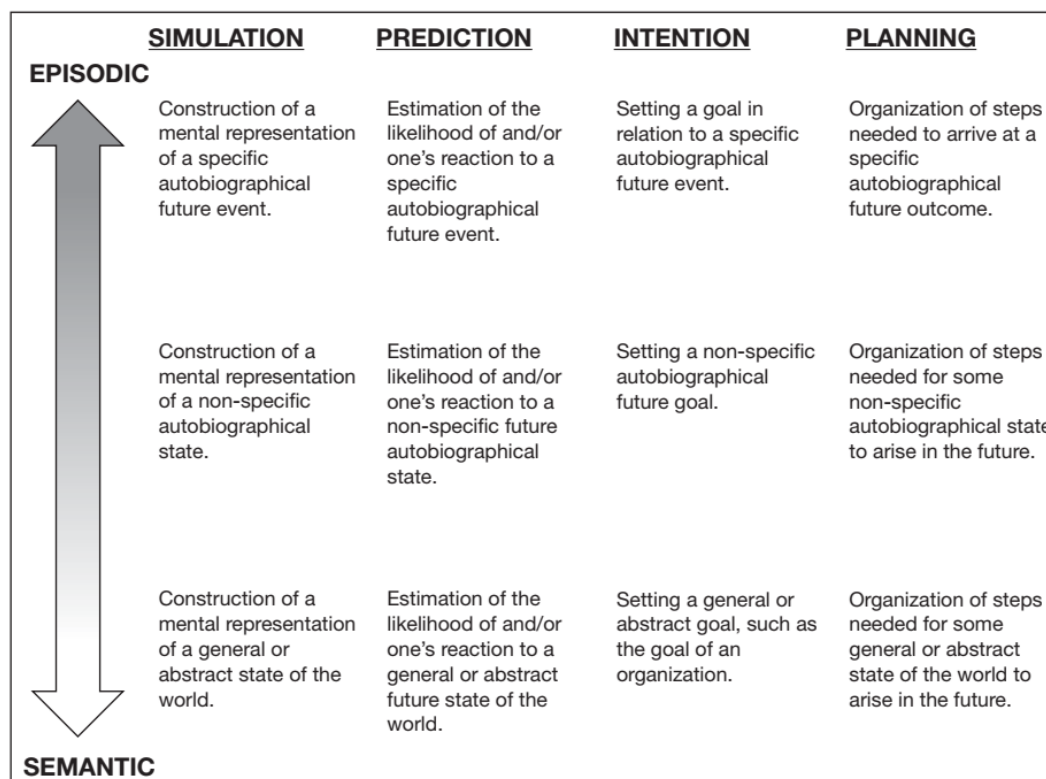 SIMULATION PREDICTION INTENTION PLANNING
EPISODIC
Construction of a
mental representation
of a specific
autobiographical
future event.
Estimation of the
likelihood of and/or
one's reaction to a
specific
autobiographical
future event.
Setting a goal in
relation to a specific
autobiographical
future event.
Organization of steps
needed to arrive at a
specific
autobiographical
future outcome.
Construction of a
mental representation
of a non-specific
autobiographical
state.
Estimation of the
likelihood of and/or
one's reaction to a
non-specific future
autobiographical
state.
Setting a non-specific
autobiographical
future goal.
Organization of steps
needed for some
non-specific
autobiographical state
to arise in the future.
Construction of a
mental representation
of a general or
abstract state of the
world.
Estimation of the
likelihood of and/or
one's reaction to a
general or abstract
future state of the
world.
Setting a general or
abstract goal, such as
the goal of an
organization.
Organization of steps
needed for some
general or abstract
state of the world to
arise in the future.
SEMANTIC